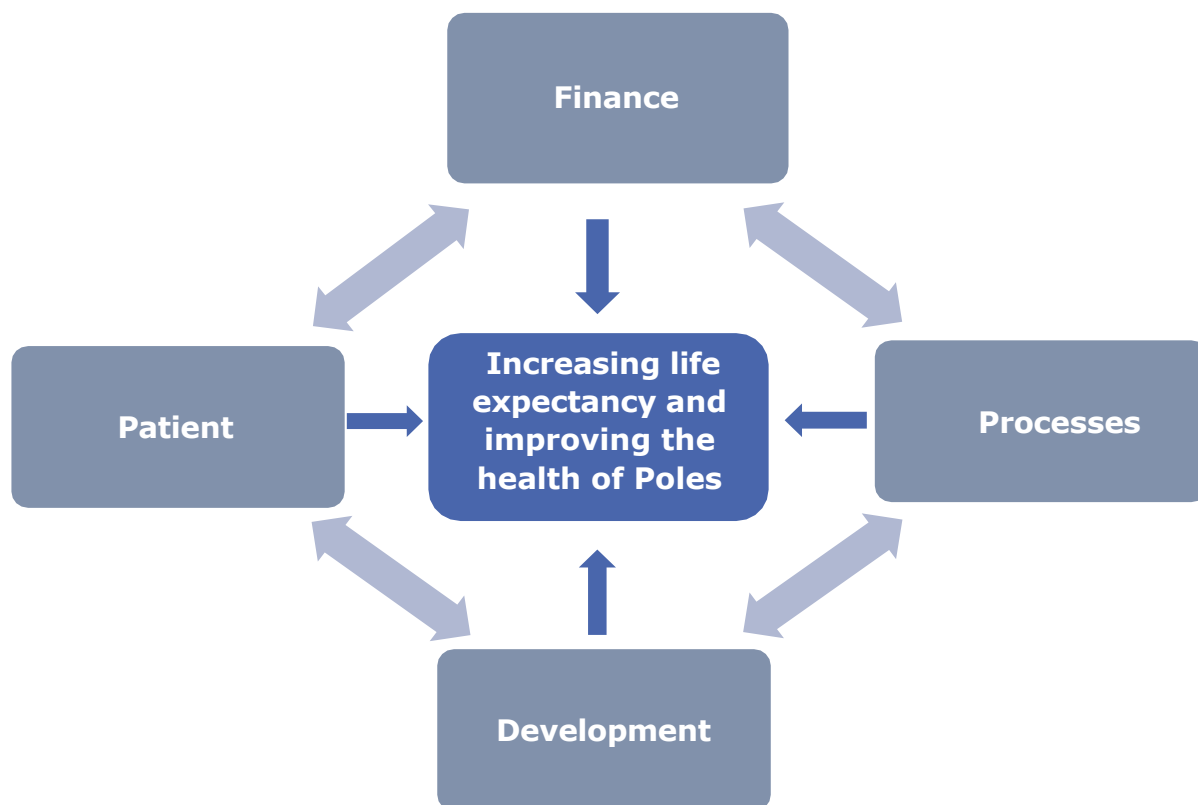 Finance
Increasing life
expectancy and
improving the
health of Poles
Patient
Processes
Development